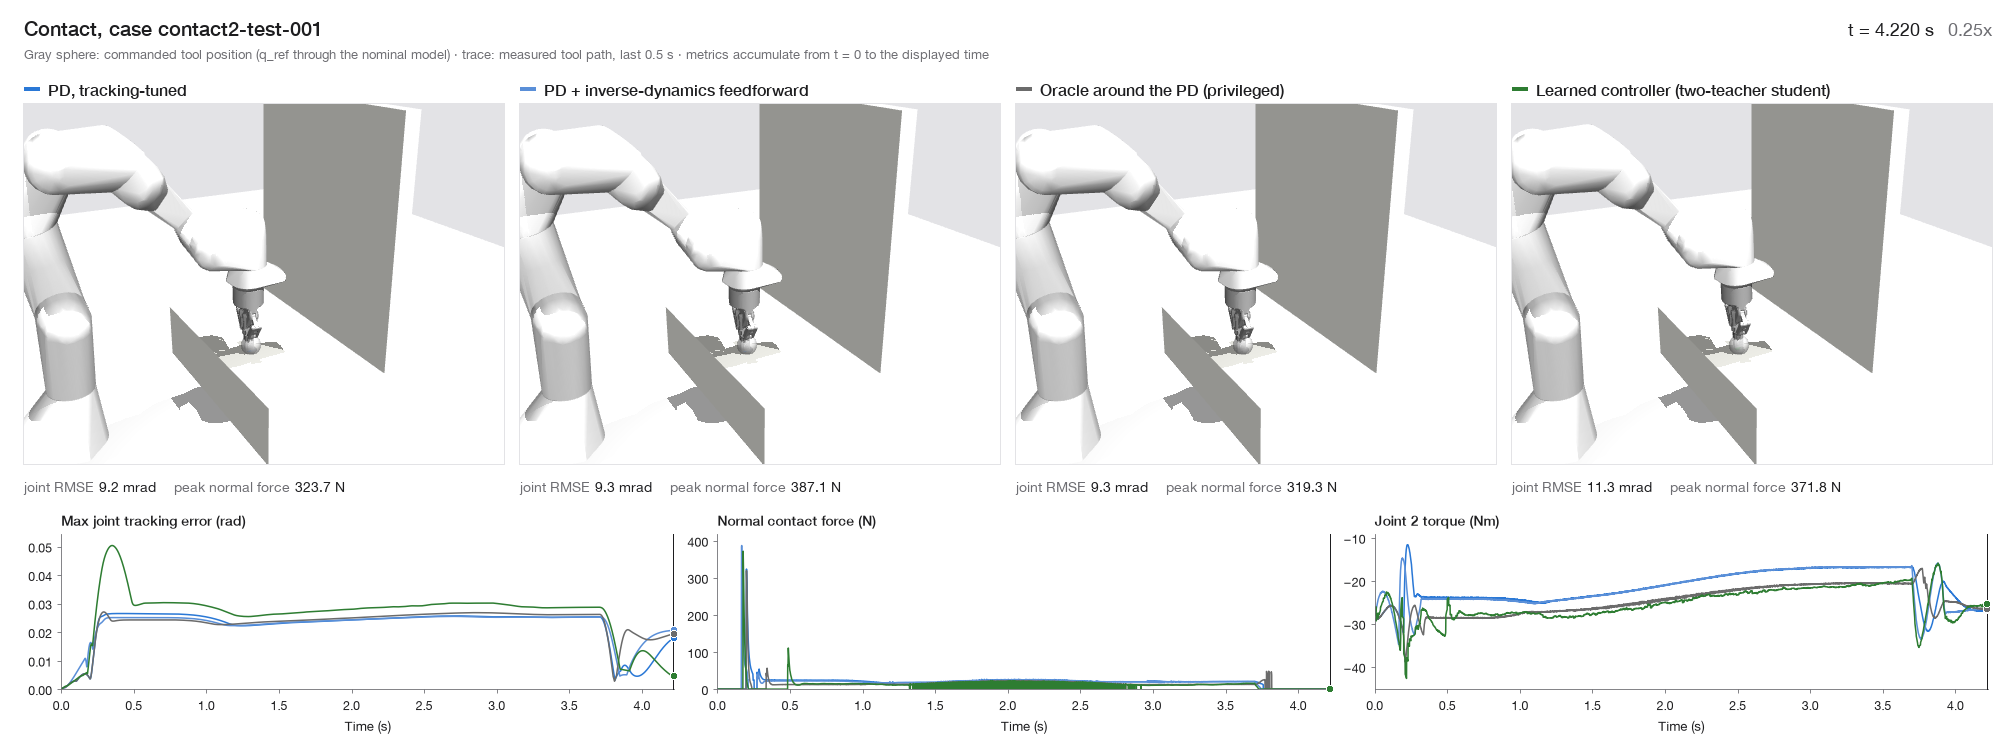 Contact, case contact2-test-001
t = 4.220 s 0.25x
Gray sphere: commanded tool position (q_ref through the nominal model) · trace: measured tool path, last 0.5 s · metrics accumulate from t = 0 to the displayed time
PD, tracking-tuned
PD + inverse-dynamics feedforward
Oracle around the PD (privileged)
Learned controller (two-teacher student)
joint RMSE 9.2 mrad peak normal force 323.7 N
joint RMSE 9.3 mrad peak normal force 387.1 N
joint RMSE 9.3 mrad peak normal force 319.3 N
joint RMSE 11.3 mrad peak normal force 371.8 N
Max joint tracking error (rad)
0.05
0.04
0.03
0.02
0.01
0.00
0.0 0.5 1.0 1.5 2.0 2.5 3.0 3.5 4.0
Time (s)
Normal contact force (N)
400
300
200
100
0
0.0 0.5 1.0 1.5 2.0 2.5 3.0 3.5 4.0
Time (s)
Joint 2 torque (Nm)
−10
−20
−30
−40
0.0 0.5 1.0 1.5 2.0 2.5 3.0 3.5 4.0
Time (s)